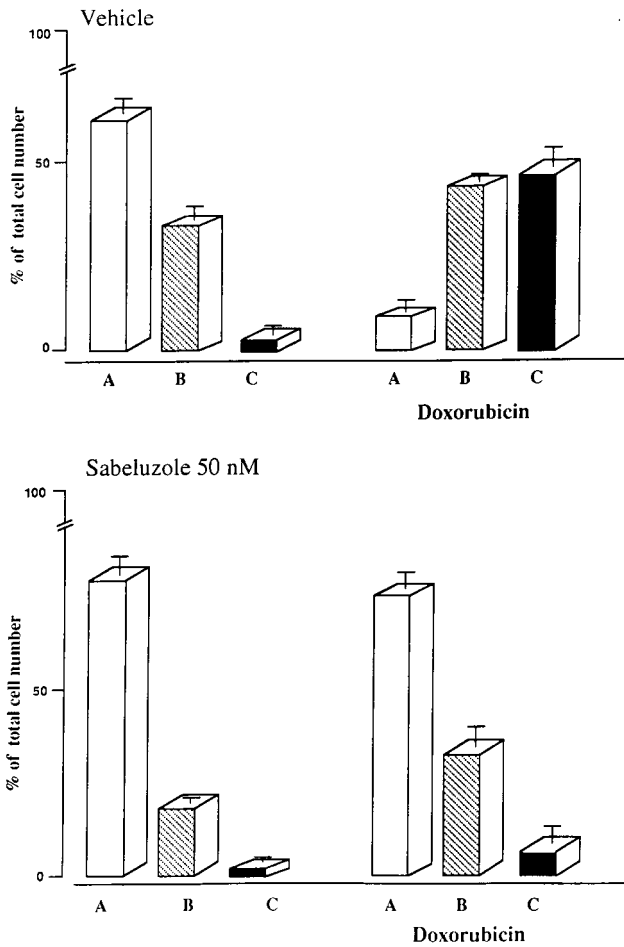 Vehicle
100
50
0
% of total cell number
A B C A B C
Doxorubicin
Sabeluzole 50 nM
100
50
0
% of total cell number
A B C A B C
Doxorubicin